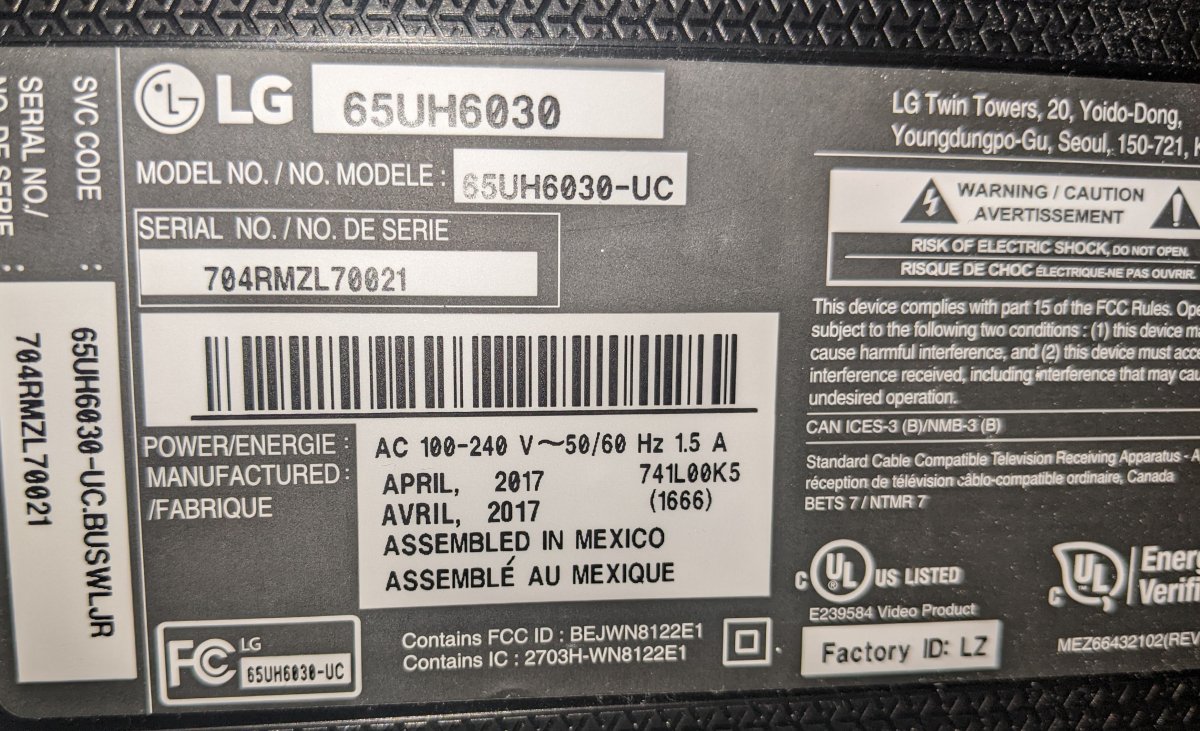 SVC CODE : 65UH6030-UC.BUSWLJR
SERIAL NO./ : 704RMZL70021
NO DE SERIE
LG 65UH6030
MODEL NO. / NO. MODELE : 65UH6030-UC
SERIAL NO. / NO. DE SERIE
704RMZL70021
POWER/ENERGIE : AC 100-240 V~50/60 Hz 1.5 A
MANUFACTURED : APRIL, 2017 741L00K5
/FABRIQUE AVRIL, 2017 (1666)
ASSEMBLED IN MEXICO
ASSEMBLÉ AU MEXIQUE
FC LG
65UH6030-UC
Contains FCC ID : BEJWN8122E1
Contains IC : 2703H-WN8122E1
LG Twin Towers, 20, Yoido-Dong,
Youngdungpo-Gu, Seoul, 150-721, K
WARNING / CAUTION
AVERTISSEMENT
RISK OF ELECTRIC SHOCK, DO NOT OPEN.
RISQUE DE CHOC ÉLECTRIQUE-NE PAS OUVRIR.
This device complies with part 15 of the FCC Rules. Ope
subject to the following two conditions : (1) this device m
cause harmful interference, and (2) this device must acc
interference received, including interference that may cau
undesired operation.
CAN ICES-3 (B)/NMB-3 (B)
Standard Cable Compatible Television Receiving Apparatus - A
réception de télévision câblo-compatible ordinaire, Canada
BETS 7 / NTMR 7
c UL US LISTED
E239584 Video Product
Factory ID: LZ
c UL Energ
Verifi
MEZ66432102(REV